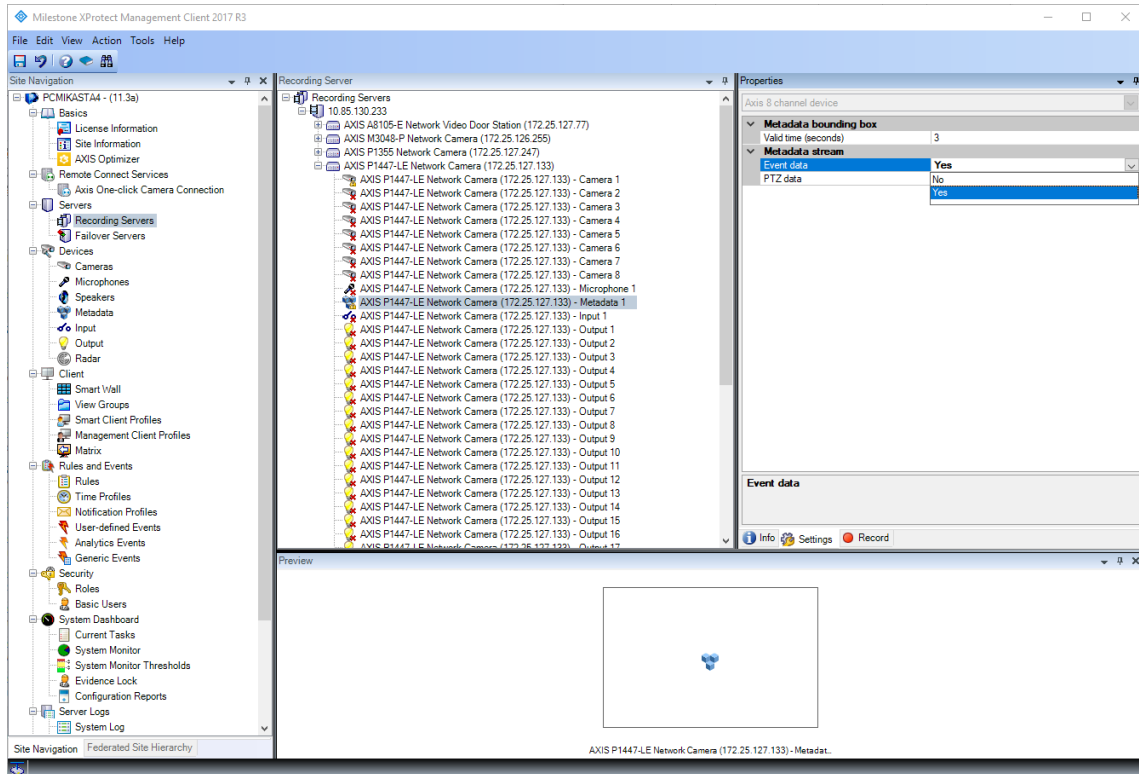 Milestone XProtect Management Client 2017 R3
File Edit View Action Tools Help
Site Navigation
PCMIKASTA4 - (11.3a)
Basics
License Information
Site Information
AXIS Optimizer
Remote Connect Services
Axis One-click Camera Connection
Servers
Recording Servers
Failover Servers
Devices
Cameras
Microphones
Speakers
Metadata
Input
Output
Radar
Client
Smart Wall
View Groups
Smart Client Profiles
Management Client Profiles
Matrix
Rules and Events
Rules
Time Profiles
Notification Profiles
User-defined Events
Analytics Events
Generic Events
Security
Roles
Basic Users
System Dashboard
Current Tasks
System Monitor
System Monitor Thresholds
Evidence Lock
Configuration Reports
Server Logs
System Log
Site Navigation Federated Site Hierarchy
Recording Server
Recording Servers
10.85.130.233
AXIS A8105-E Network Video Door Station (172.25.127.77)
AXIS M3048-P Network Camera (172.25.126.255)
AXIS P1355 Network Camera (172.25.127.247)
AXIS P1447-LE Network Camera (172.25.127.133)
AXIS P1447-LE Network Camera (172.25.127.133) - Camera 1
AXIS P1447-LE Network Camera (172.25.127.133) - Camera 2
AXIS P1447-LE Network Camera (172.25.127.133) - Camera 3
AXIS P1447-LE Network Camera (172.25.127.133) - Camera 4
AXIS P1447-LE Network Camera (172.25.127.133) - Camera 5
AXIS P1447-LE Network Camera (172.25.127.133) - Camera 6
AXIS P1447-LE Network Camera (172.25.127.133) - Camera 7
AXIS P1447-LE Network Camera (172.25.127.133) - Camera 8
AXIS P1447-LE Network Camera (172.25.127.133) - Microphone 1
AXIS P1447-LE Network Camera (172.25.127.133) - Metadata 1
AXIS P1447-LE Network Camera (172.25.127.133) - Input 1
AXIS P1447-LE Network Camera (172.25.127.133) - Output 1
AXIS P1447-LE Network Camera (172.25.127.133) - Output 2
AXIS P1447-LE Network Camera (172.25.127.133) - Output 3
AXIS P1447-LE Network Camera (172.25.127.133) - Output 4
AXIS P1447-LE Network Camera (172.25.127.133) - Output 5
AXIS P1447-LE Network Camera (172.25.127.133) - Output 6
AXIS P1447-LE Network Camera (172.25.127.133) - Output 7
AXIS P1447-LE Network Camera (172.25.127.133) - Output 8
AXIS P1447-LE Network Camera (172.25.127.133) - Output 9
AXIS P1447-LE Network Camera (172.25.127.133) - Output 10
AXIS P1447-LE Network Camera (172.25.127.133) - Output 11
AXIS P1447-LE Network Camera (172.25.127.133) - Output 12
AXIS P1447-LE Network Camera (172.25.127.133) - Output 13
AXIS P1447-LE Network Camera (172.25.127.133) - Output 14
AXIS P1447-LE Network Camera (172.25.127.133) - Output 15
AXIS P1447-LE Network Camera (172.25.127.133) - Output 16
AXIS P1447-LE Network Camera (172.25.127.133) - Output 17
Properties
Axis 8 channel device
Metadata bounding box
Valid time (seconds) 3
Metadata stream
Event data Yes
PTZ data No
Yes
Event data
Info Settings Record
Preview
AXIS P1447-LE Network Camera (172.25.127.133) - Metadat..